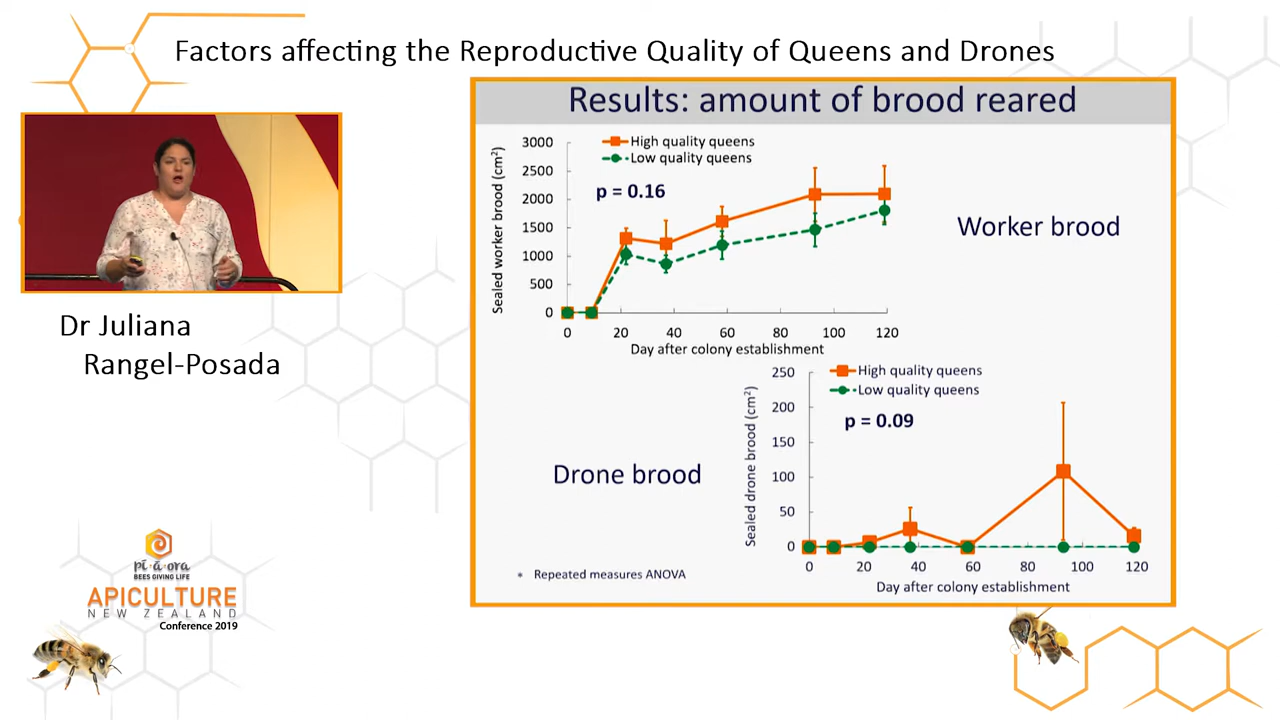 Factors affecting the Reproductive Quality of Queens and Drones
Results: amount of brood reared
3000
2500
2000
1500
1000
500
0
Sealed worker brood (cm²)
High quality queens
Low quality queens
p = 0.16
0 20 40 60 80 100 120
Day after colony establishment
Worker brood
Dr Juliana
Rangel-Posada
Drone brood
250
200
150
100
50
0
Sealed drone brood (cm²)
High quality queens
Low quality queens
p = 0.09
0 20 40 60 80 100 120
Day after colony establishment
* Repeated measures ANOVA
pī·ā·ora
BEES GIVING LIFE
APICULTURE
NEW ZEALAND
Conference 2019